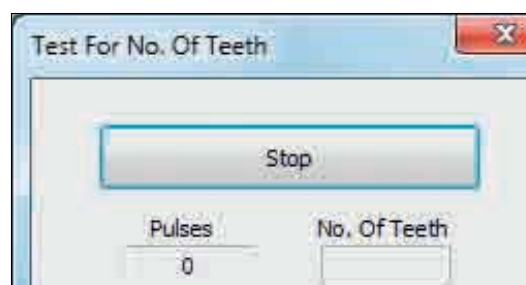 Test For No. Of Teeth
Stop
Pulses No. Of Teeth
0